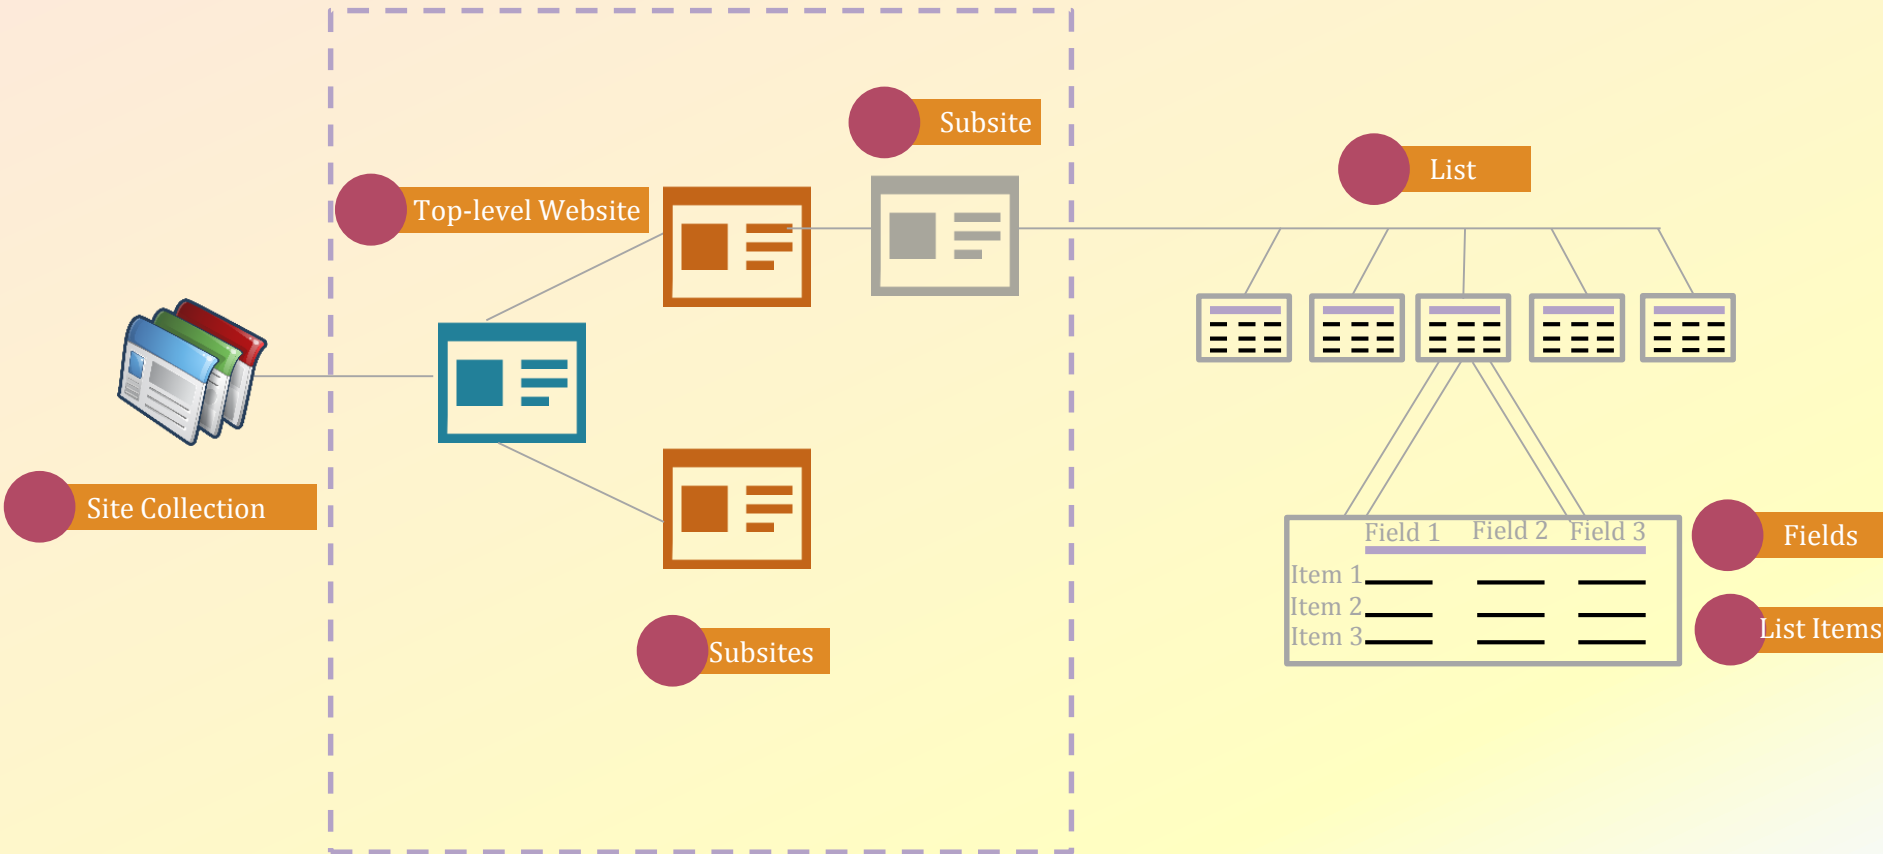 Subsite
List
Top-level Website
Site Collection
Subsites
Field 1 Field 2 Field 3
Item 1
Item 2
Item 3
Fields
List Items